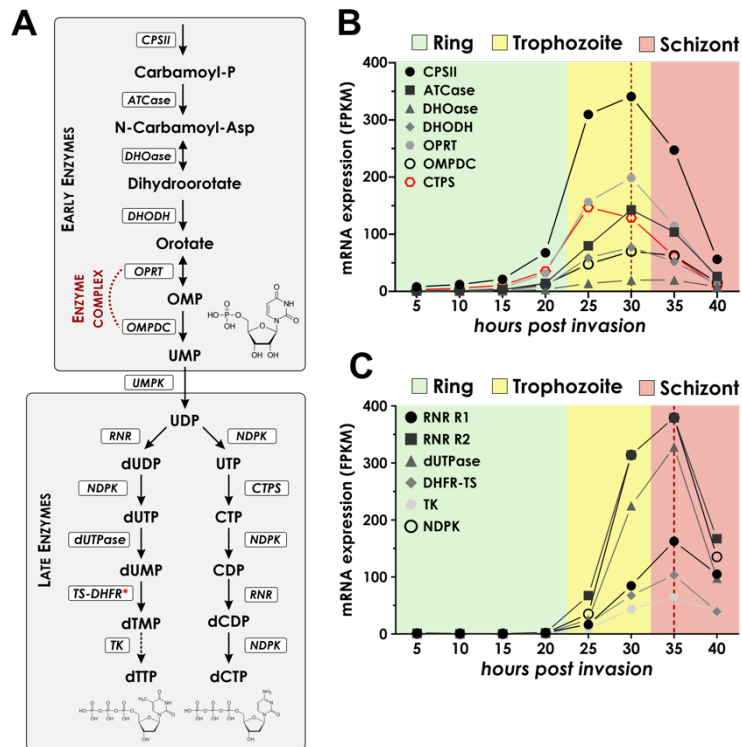 A
EARLY ENZYMES
CPSII
Carbamoyl-P
ATCase
N-Carbamoyl-Asp
DHOase
Dihydroorotate
DHODH
Orotate
ENZYME
COMPLEX
OPRT
OMP
OMPDC
UMP
UMPK
LATE ENZYMES
UDP
RNR NDPK
dUDP UTP
NDPK CTPS
dUTP CTP
dUTPase NDPK
dUMP CDP
TS-DHFR* RNR
dTMP dCDP
TK NDPK
dTTP dCTP
B
Ring Trophozoite Schizont
mRNA expression (FPKM)
400
300
200
100
0
CPSII
ATCase
DHOase
DHODH
OPRT
OMPDC
CTPS
5 10 15 20 25 30 35 40
hours post invasion
C
Ring Trophozoite Schizont
mRNA expression (FPKM)
400
300
200
100
0
RNR R1
RNR R2
dUTPase
DHFR-TS
TK
NDPK
5 10 15 20 25 30 35 40
hours post invasion